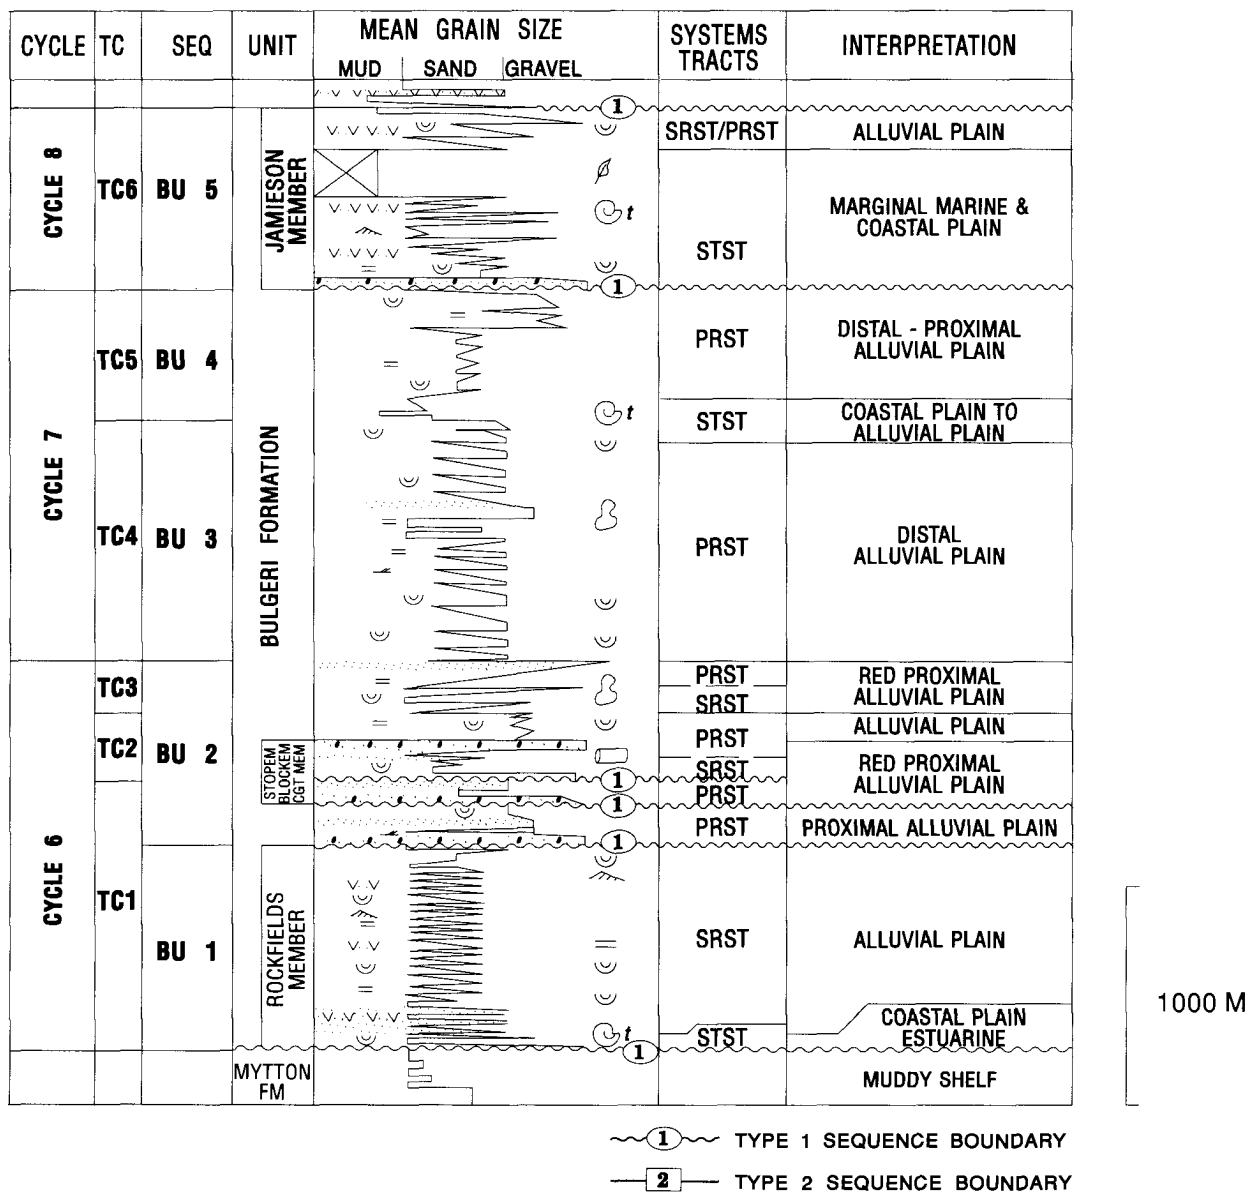 CYCLE TC SEQ UNIT MEAN GRAIN SIZE SYSTEMS TRACTS INTERPRETATION
MUD SAND GRAVEL
1
CYCLE 8
TC6
BU 5
JAMIESON MEMBER
SRST/PRST
ALLUVIAL PLAIN
t
STST
MARGINAL MARINE &
COASTAL PLAIN
1
CYCLE 7
TC5
BU 4
BULGERI FORMATION
PRST
DISTAL - PROXIMAL
ALLUVIAL PLAIN
t
STST
COASTAL PLAIN TO
ALLUVIAL PLAIN
TC4
BU 3
PRST
DISTAL
ALLUVIAL PLAIN
CYCLE 6
TC3
PRST
SRST
RED PROXIMAL
ALLUVIAL PLAIN
TC2
BU 2
PRST
ALLUVIAL PLAIN
STOPEM
BLOCKEM
CGT MEM
SRST
1
PRST
RED PROXIMAL
ALLUVIAL PLAIN
1
PRST
PROXIMAL ALLUVIAL PLAIN
1
TC1
BU 1
ROCKFIELDS
MEMBER
SRST
ALLUVIAL PLAIN
t
STST
COASTAL PLAIN
ESTUARINE
1
MYTTON
FM
MUDDY SHELF
1000 M
1 TYPE 1 SEQUENCE BOUNDARY
2 TYPE 2 SEQUENCE BOUNDARY